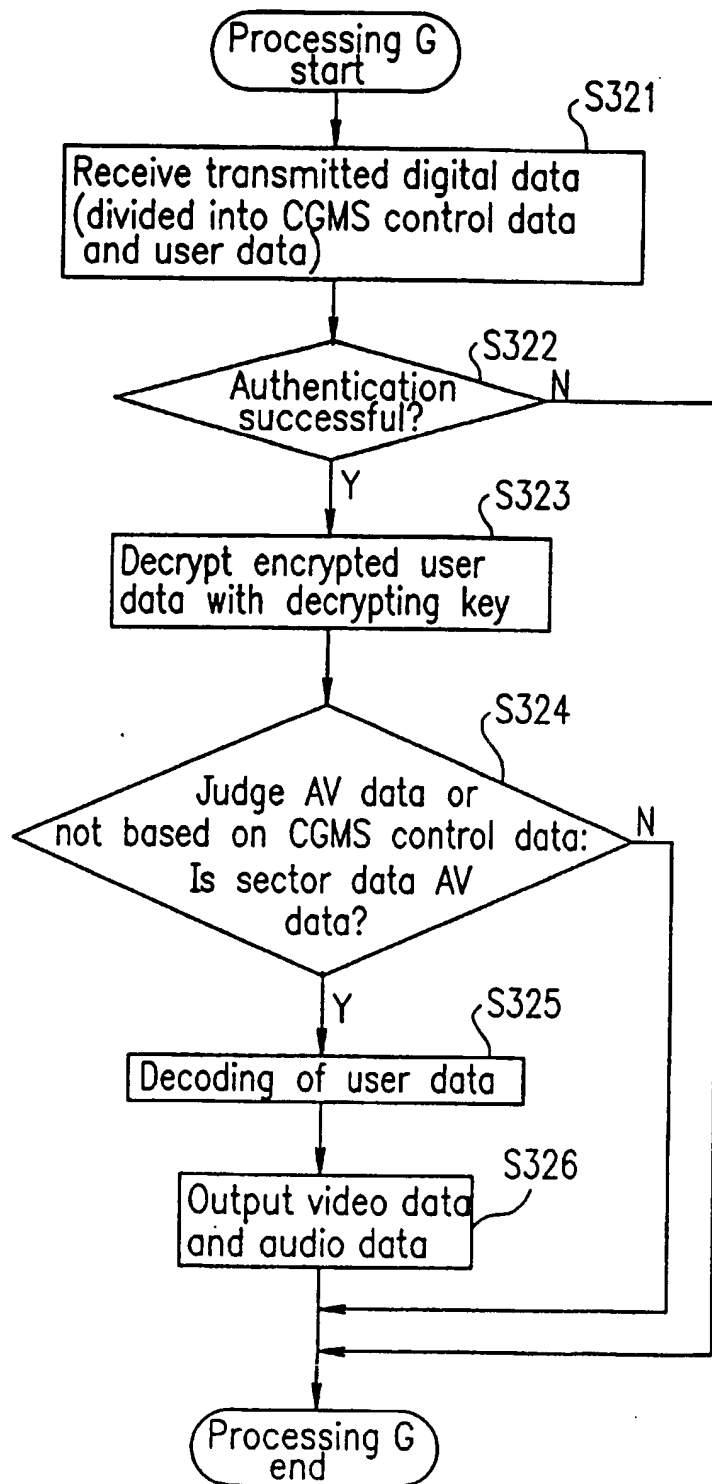 Processing G
start
S321
Receive transmitted digital data
(divided into CGMS control data
and user data)
S322
Authentication
successful?
N
Y
S323
Decrypt encrypted user
data with decrypting key
S324
Judge AV data or
not based on CGMS control data:
Is sector data AV
data?
N
Y
S325
Decoding of user data
S326
Output video data
and audio data
Processing G
end